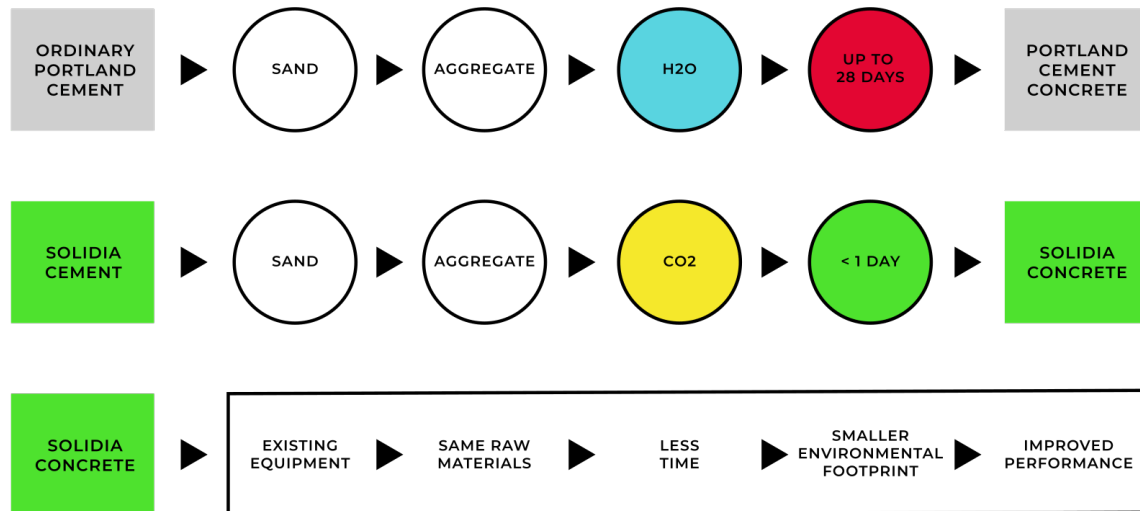 ORDINARY
PORTLAND
CEMENT
SAND
AGGREGATE
H2O
UP TO
28 DAYS
PORTLAND
CEMENT
CONCRETE
SOLIDIA
CEMENT
SAND
AGGREGATE
CO2
< 1 DAY
SOLIDIA
CONCRETE
SOLIDIA
CONCRETE
EXISTING
EQUIPMENT
SAME RAW
MATERIALS
LESS
TIME
SMALLER
ENVIRONMENTAL
FOOTPRINT
IMPROVED
PERFORMANCE